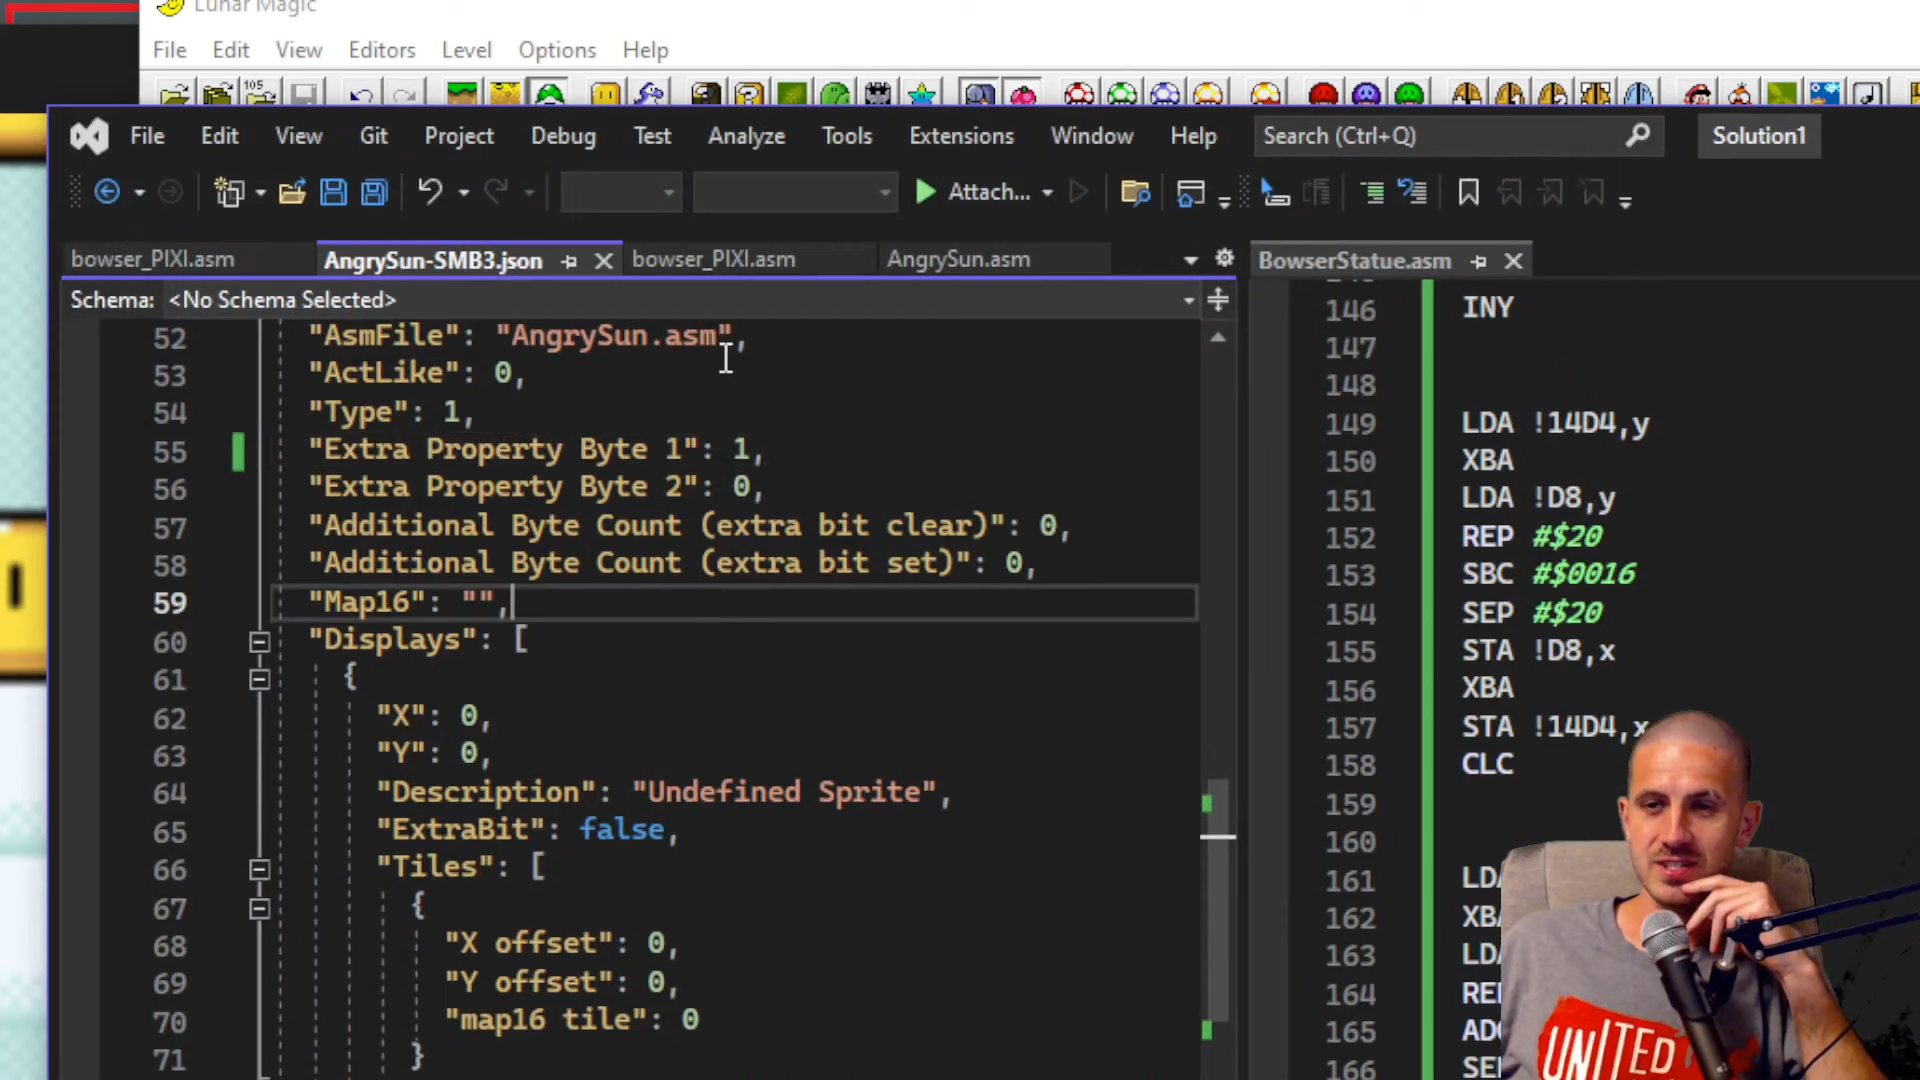 Lunar Magic
File Edit View Editors Level Options Help
105
File Edit View Git Project Debug Test Analyze Tools Extensions Window Help Search (Ctrl+Q) Solution1
Attach...
bowser_PIXI.asm AngrySun-SMB3.json bowser_PIXI.asm AngrySun.asm BowserStatue.asm
Schema: <No Schema Selected>
52 "AsmFile": "AngrySun.asm",
53 "ActLike": 0,
54 "Type": 1,
55 "Extra Property Byte 1": 1,
56 "Extra Property Byte 2": 0,
57 "Additional Byte Count (extra bit clear)": 0,
58 "Additional Byte Count (extra bit set)": 0,
59 "Map16": "",
60 "Displays": [
61 {
62 "X": 0,
63 "Y": 0,
64 "Description": "Undefined Sprite",
65 "ExtraBit": false,
66 "Tiles": [
67 {
68 "X offset": 0,
69 "Y offset": 0,
70 "map16 tile": 0
71 }
146 INY
147
148
149 LDA !14D4,y
150 XBA
151 LDA !D8,y
152 REP #$20
153 SBC #$0016
154 SEP #$20
155 STA !D8,x
156 XBA
157 STA !14D4,x
158 CLC
159
160
161
162
163
164
165
166
UNITED